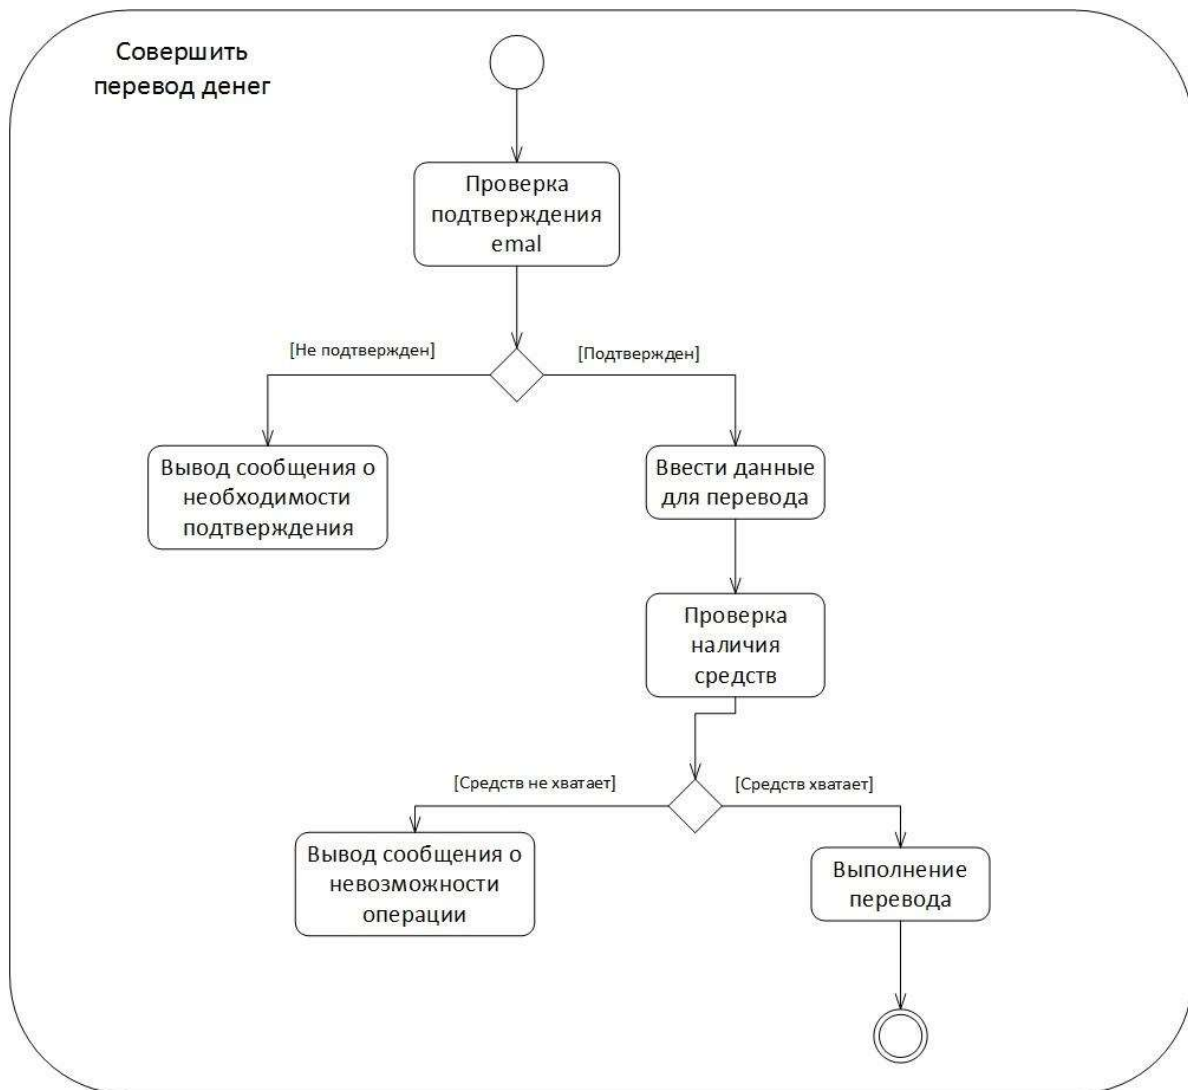 Совершить
перевод денег
Проверка
подтверждения
emal
[Не подтвержден]
[Подтвержден]
Вывод сообщения о
необходимости
подтверждения
Ввести данные
для перевода
Проверка
наличия
средств
[Средств не хватает]
[Средств хватает]
Вывод сообщения о
невозможности
операции
Выполнение
перевода